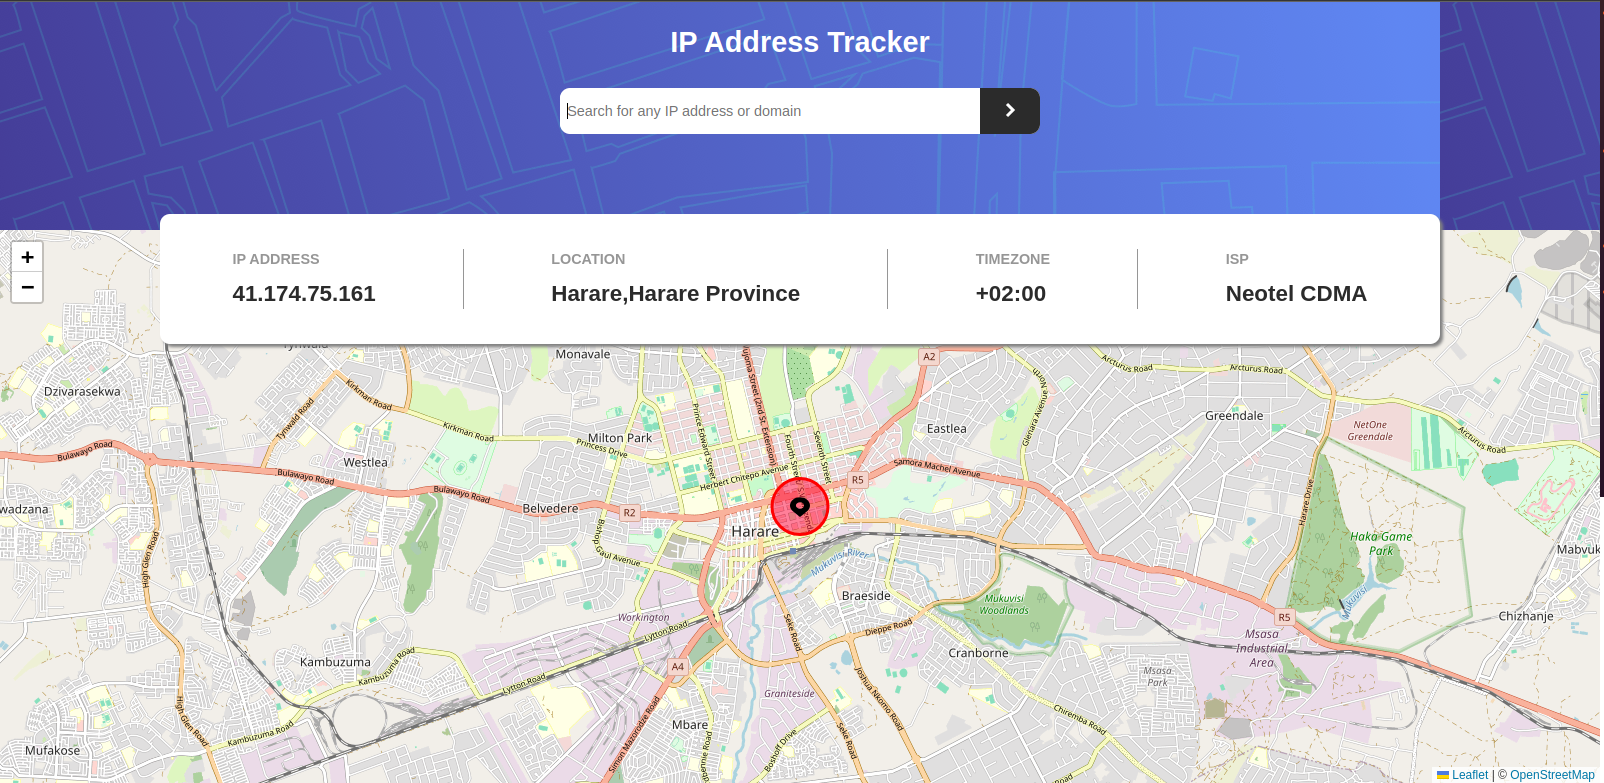 IP Address Tracker
Search for any IP address or domain
IP ADDRESS
41.174.75.161
LOCATION
Harare,Harare Province
TIMEZONE
+02:00
ISP
Neotel CDMA
+
−
Monavale
A2
Arcturus Road
Arcturus Road
Dzivarasekwa
Kirkman Road
Tynwald Road
Glenara Avenue North
Greendale
NetOne
Greendale
Prince Edward Street
Fourth Street
Seventh Street
Eastlea
Milton Park
Princess Drive
Kirkman Road
Arcturus Road
Bulawayo Road
Westlea
Bulawayo Road
Bulawayo Road
Herbert Chitepo Avenue
Samora Machel Avenue
R5
Harare Drive
wadzana
Belvedere
R2
Harare
Bishop
Gaul Avenue
High Glen Road
Mukuvisi River
Haka Game
Park
Mabvuk
Braeside
Mukuvisi
Woodlands
Mukuvisi
Workington
Lytton Road
Seke Road
Dieppe Road
R5
Chizhanje
Msasa
Industrial
Area
Kambuzuma
Kambuzuma Road
A4
Cranborne
Msasa
Park
Lytton Road
Graniteside
Joshua Nkomo Road
High Glen Road
Simon Mazorodze Road
Mbare
Seke Road
Chiremba Road
Kambuzuma Road
Mufakose
Boshoff Drive
Leaflet | © OpenStreetMap